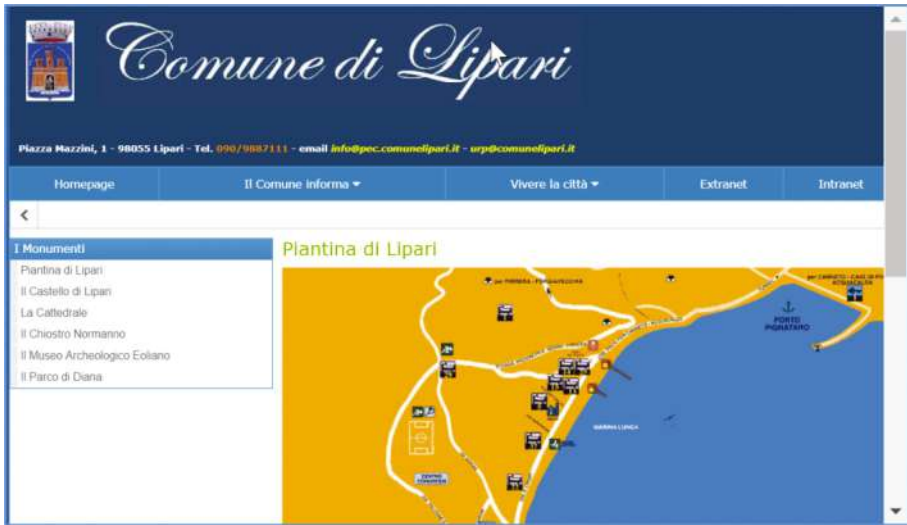 Comune di Lipari
Piazza Mazzini, 1 - 98055 Lipari - Tel. 090/9887111 - email info@pec.comunelipari.it - urp@comunelipari.it
Homepage Il Comune informa Vivere la città Extranet Intranet
I Monumenti
Piantina di Lipari
Il Castello di Lipari
La Cattedrale
Il Chiostro Normanno
Il Museo Archeologico Eoliano
Il Parco di Diana
Piantina di Lipari
PORTO
PIGNATARO
MARINA LUNGA